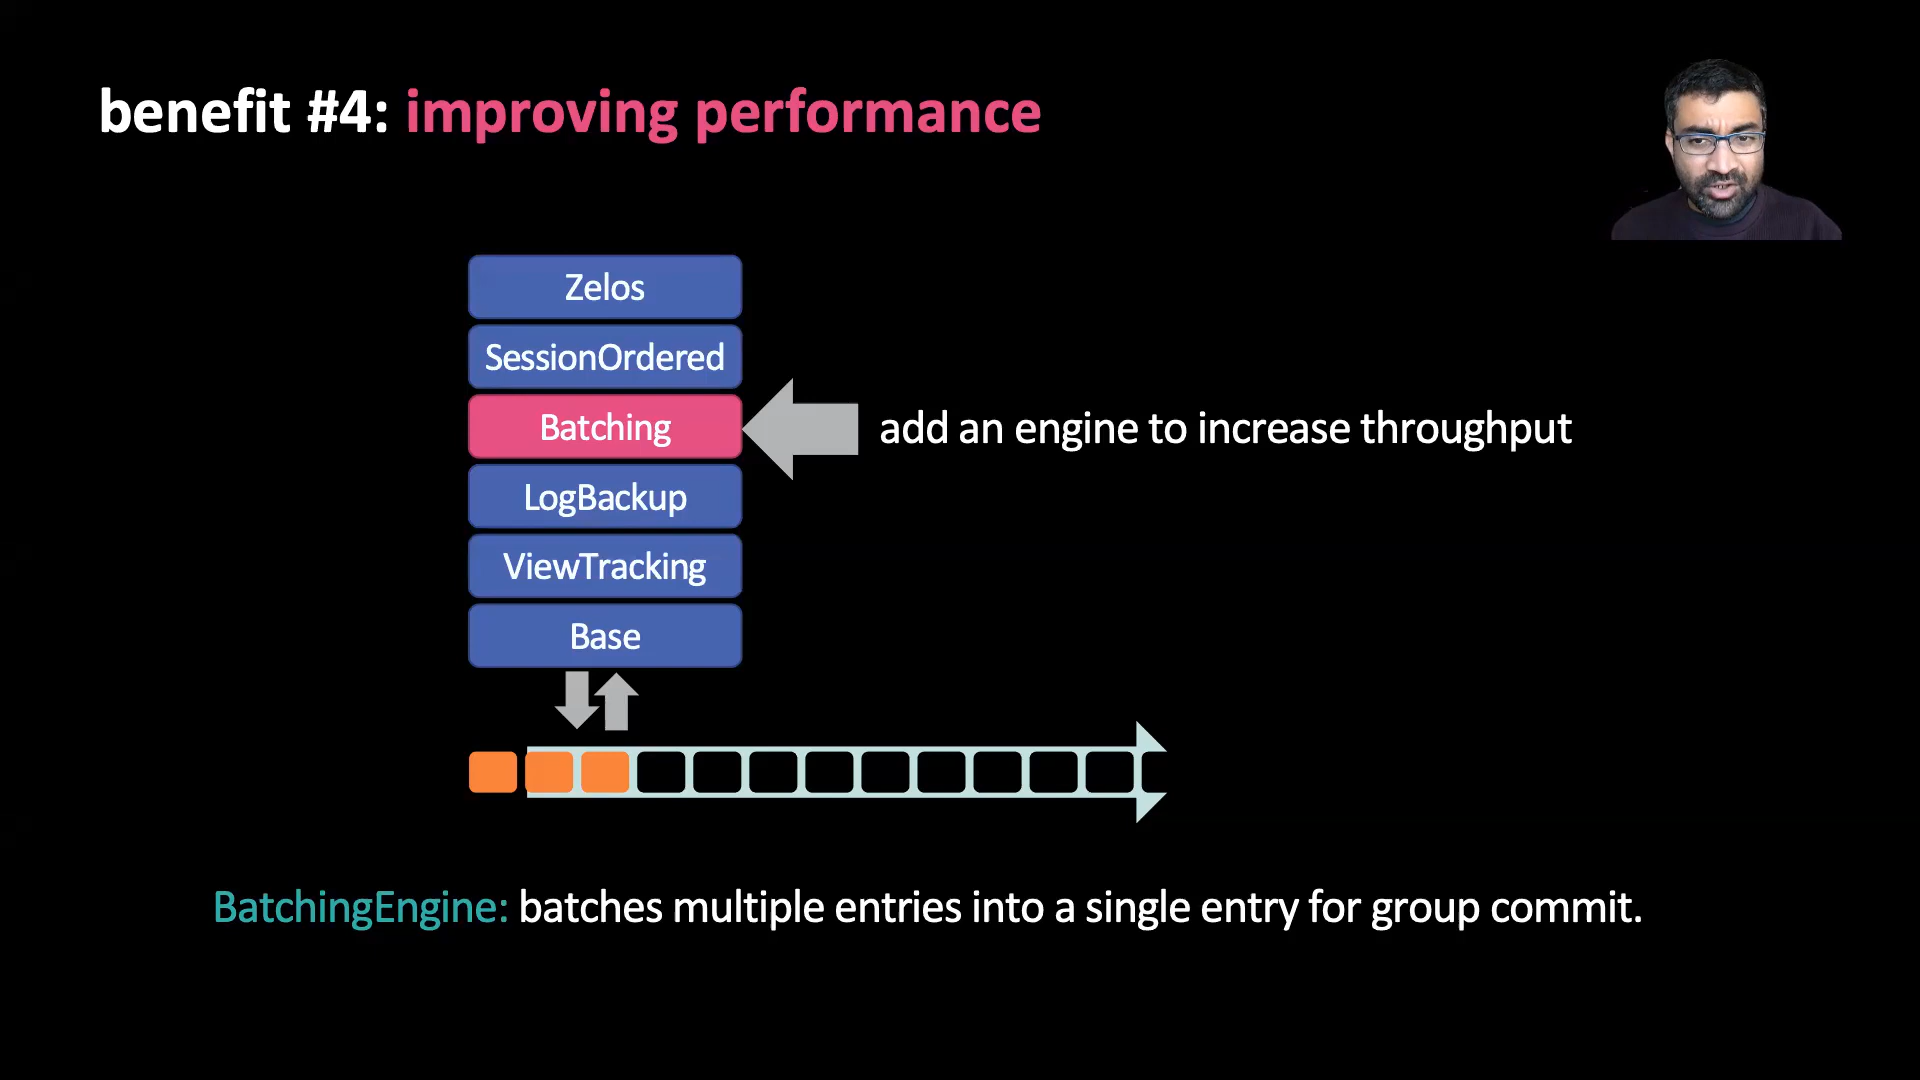 benefit #4: improving performance
Zelos
SessionOrdered
Batching
add an engine to increase throughput
LogBackup
ViewTracking
Base
BatchingEngine: batches multiple entries into a single entry for group commit.